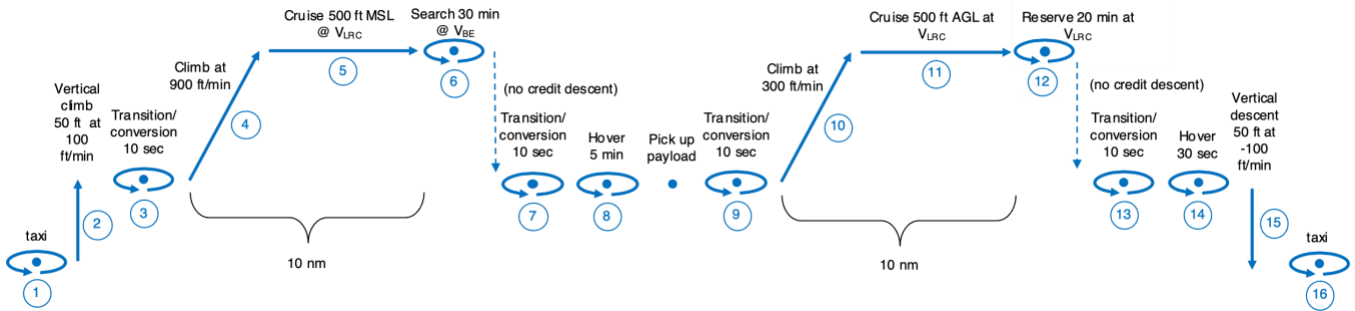 Vertical
climb
50 ft at
100
ft/min
taxi
1
2
Transition/
conversion
10 sec
3
Climb at
900 ft/min
4
Cruise 500 ft MSL
@ VLRC
5
Search 30 min
@ VBE
6
(no credit descent)
Transition/
conversion
10 sec
7
Hover
5 min
8
Pick up
payload
Transition/
conversion
10 sec
9
10 nm
Climb at
300 ft/min
10
Cruise 500 ft AGL at
VLRC
11
Reserve 20 min at
VLRC
12
(no credit descent)
Transition/
conversion
10 sec
13
Hover
30 sec
14
Vertical
descent
50 ft at
-100
ft/min
15
taxi
16
10 nm